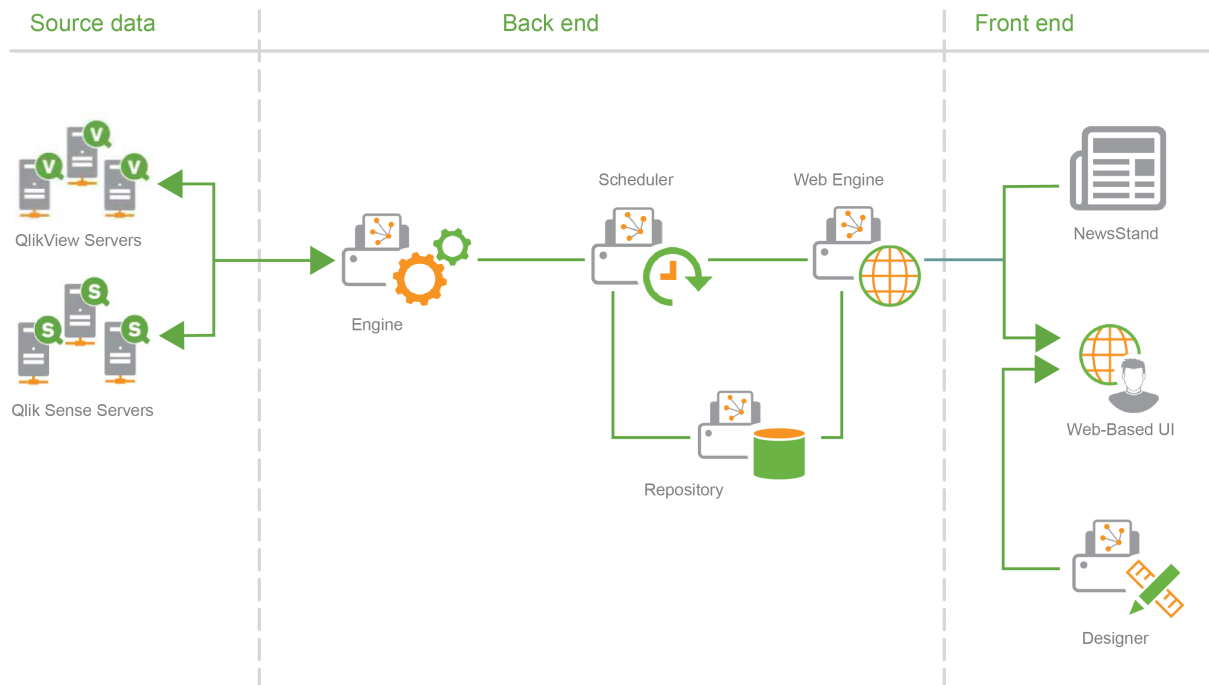 Source data
Back end
Front end
V
V
V
QlikView Servers
S
S
S
Qlik Sense Servers
Engine
Scheduler
Web Engine
Repository
NewsStand
Web-Based UI
Designer